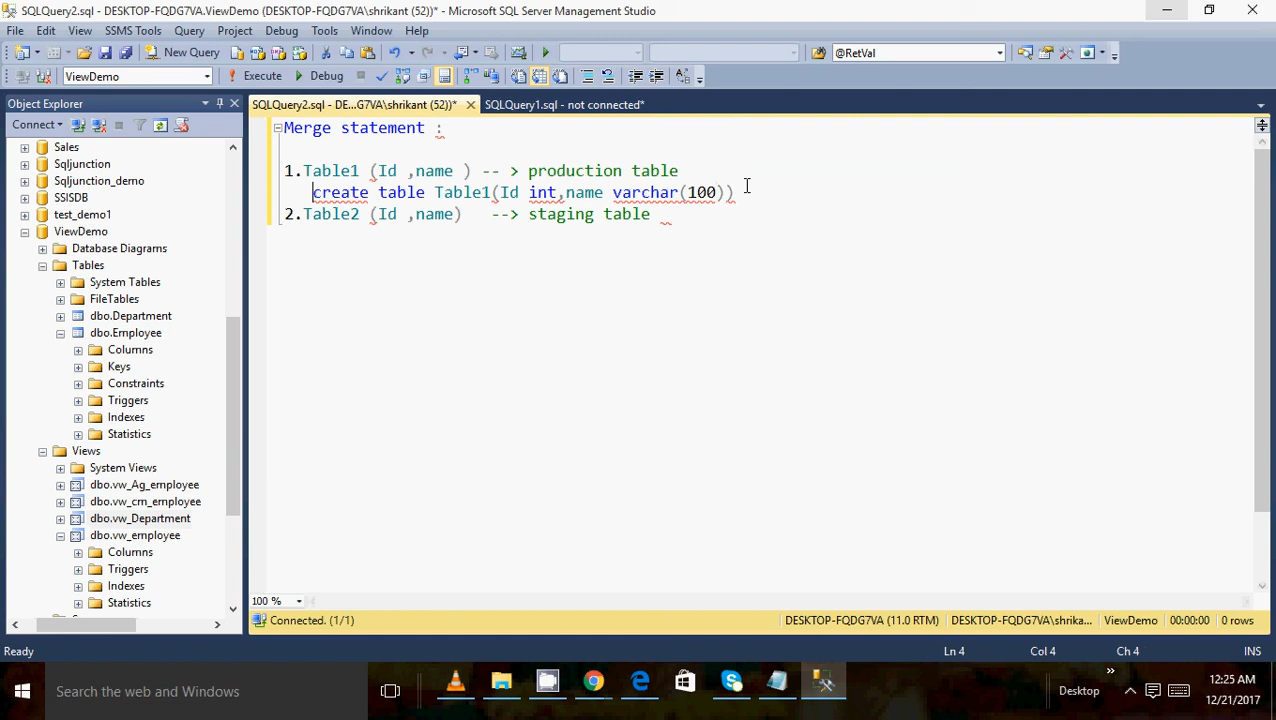 SQLQuery2.sql - DESKTOP-FQDG7VA.ViewDemo (DESKTOP-FQDG7VA\shrikant (52))* - Microsoft SQL Server Management Studio
File Edit View SSMS Tools Query Project Debug Tools Window Help
New Query @RetVal
ViewDemo Execute Debug
Object Explorer
SQLQuery2.sql - DE...G7VA\shrikant (52))* SQLQuery1.sql - not connected*
Connect
Sales
Sqljunction
Sqljunction_demo
SSISDB
test_demo1
ViewDemo
Database Diagrams
Tables
System Tables
FileTables
dbo.Department
dbo.Employee
Columns
Keys
Constraints
Triggers
Indexes
Statistics
Views
System Views
dbo.vw_Ag_employee
dbo.vw_crn_employee
dbo.vw_Department
dbo.vw_employee
Columns
Triggers
Indexes
Statistics
Merge statement :
1.Table1 (Id ,name ) -- > production table
create table Table1(Id int,name varchar(100))
2.Table2 (Id ,name) --> staging table
100 %
Connected. (1/1) DESKTOP-FQDG7VA (11.0 RTM) DESKTOP-FQDG7VA\shrika... ViewDemo 00:00:00 0 rows
Ready Ln 4 Col 4 Ch 4 INS
Search the web and Windows
Desktop
12:25 AM
12/21/2017